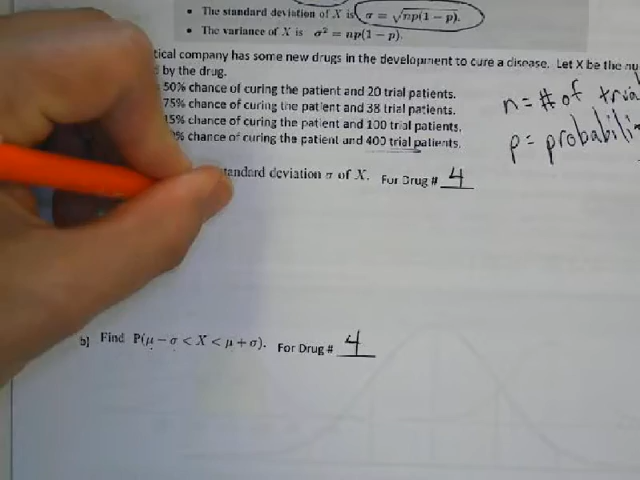 • The standard deviation of X is σ = √np(1 − p).
• The variance of X is σ² = np(1 − p).
tical company has some new drugs in the development to cure a disease. Let X be the nu
by the drug.
50% chance of curing the patient and 20 trial patients.
75% chance of curing the patient and 38 trial patients.
15% chance of curing the patient and 100 trial patients.
% chance of curing the patient and 400 trial patients.
n = # of tria
p = probabili
tandard deviation σ of X. For Drug # 4
b) Find P(μ − σ < X < μ + σ). For Drug # 4